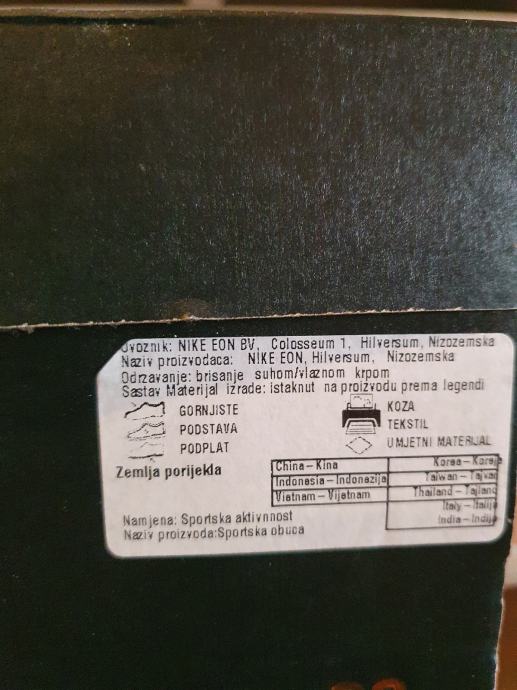 Uvoznik: NIKE EON BV, Colosseum 1, Hilversum, Nizozemska
Naziv proizvodaca: NIKE EON, Hilversum, Nizozemska
Odrzavanje: brisanje suhom/vlaznom krpom
Sastav Materijal izrade: istaknut na proizvodu prema legendi
GORNJISTE KOZA
PODSTAVA TEKSTIL
PODPLAT UMJETNI MATERIJAL
Zemlja porijekla
China-Kina Korea-Koreja
Indonesia-Indonezija Taiwan-Tajvan
Vietnam-Vijetnam Thailand-Tajland
Italy-Italija
India-Indija
Namjena: Sportska aktivnnost
Naziv proizvoda:Sportska obuca